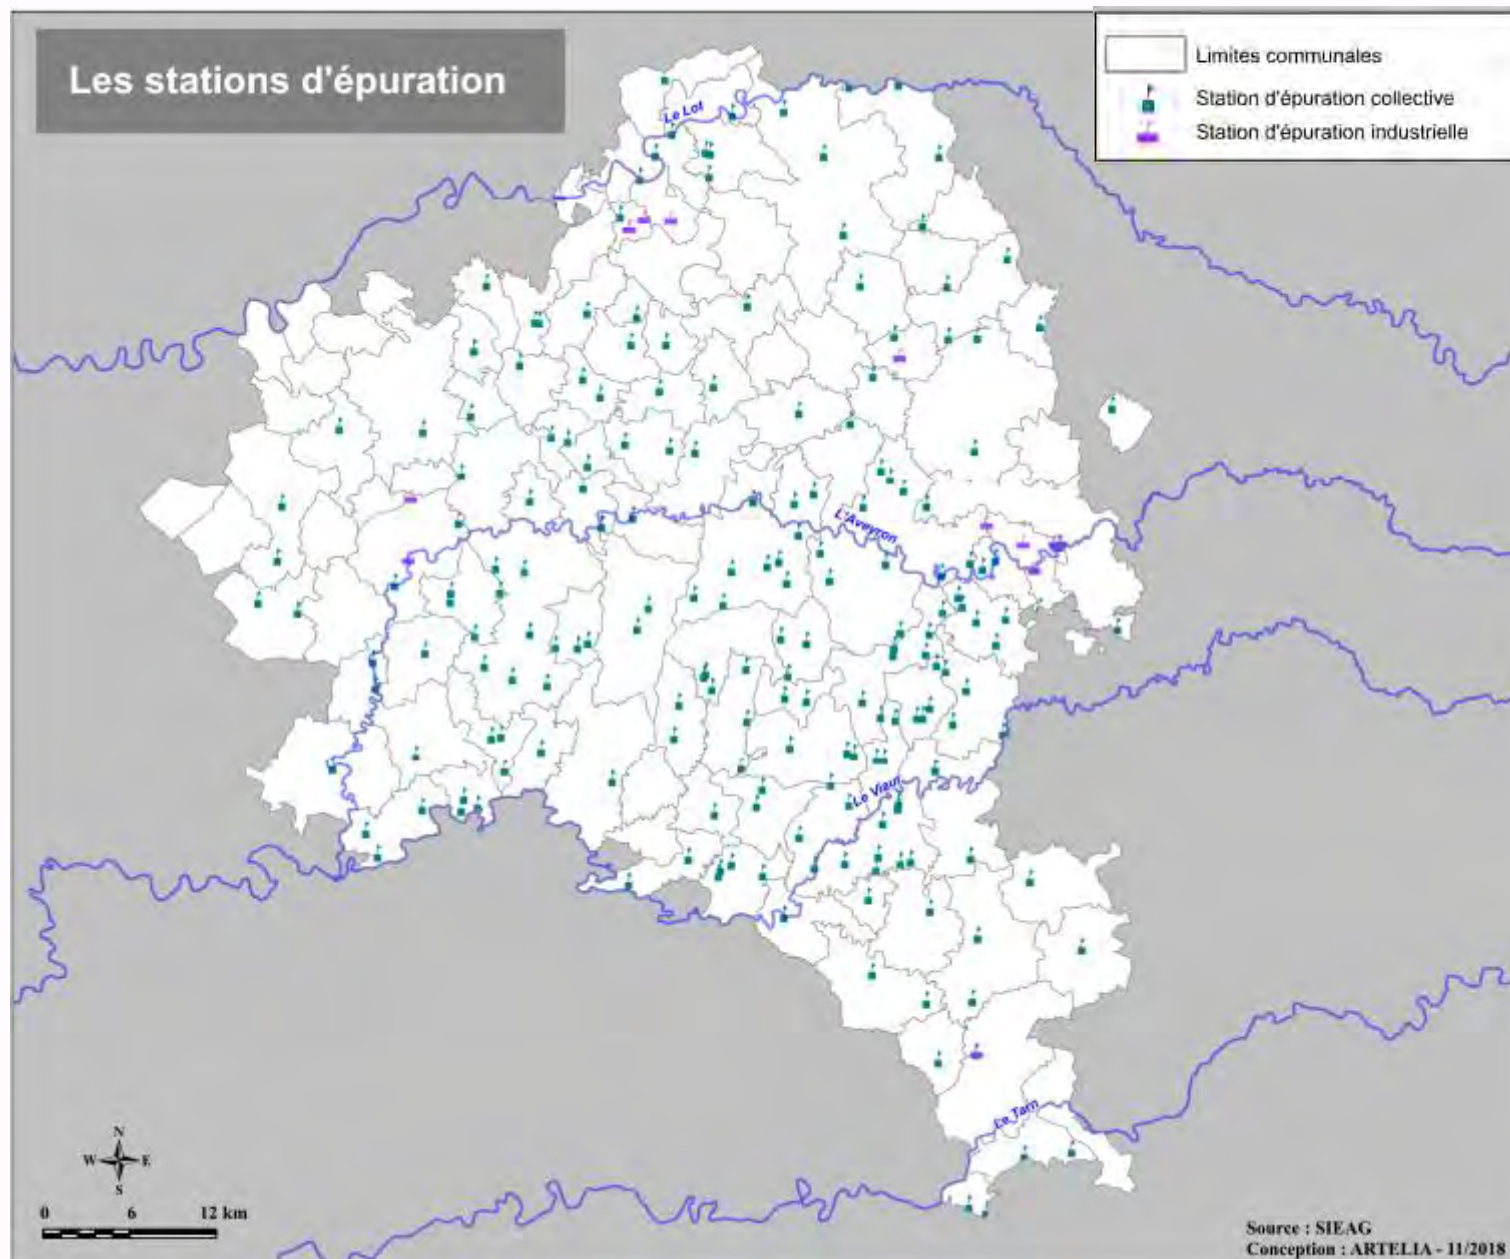 Les stations d'épuration
Limites communales
Station d'épuration collective
Station d'épuration industrielle
Le Lot
L'Aveyron
Le Viaur
Le Tarn
N
W E
S
0 6 12 km
Source : SIEAG
Conception : ARTELIA - 11/2018